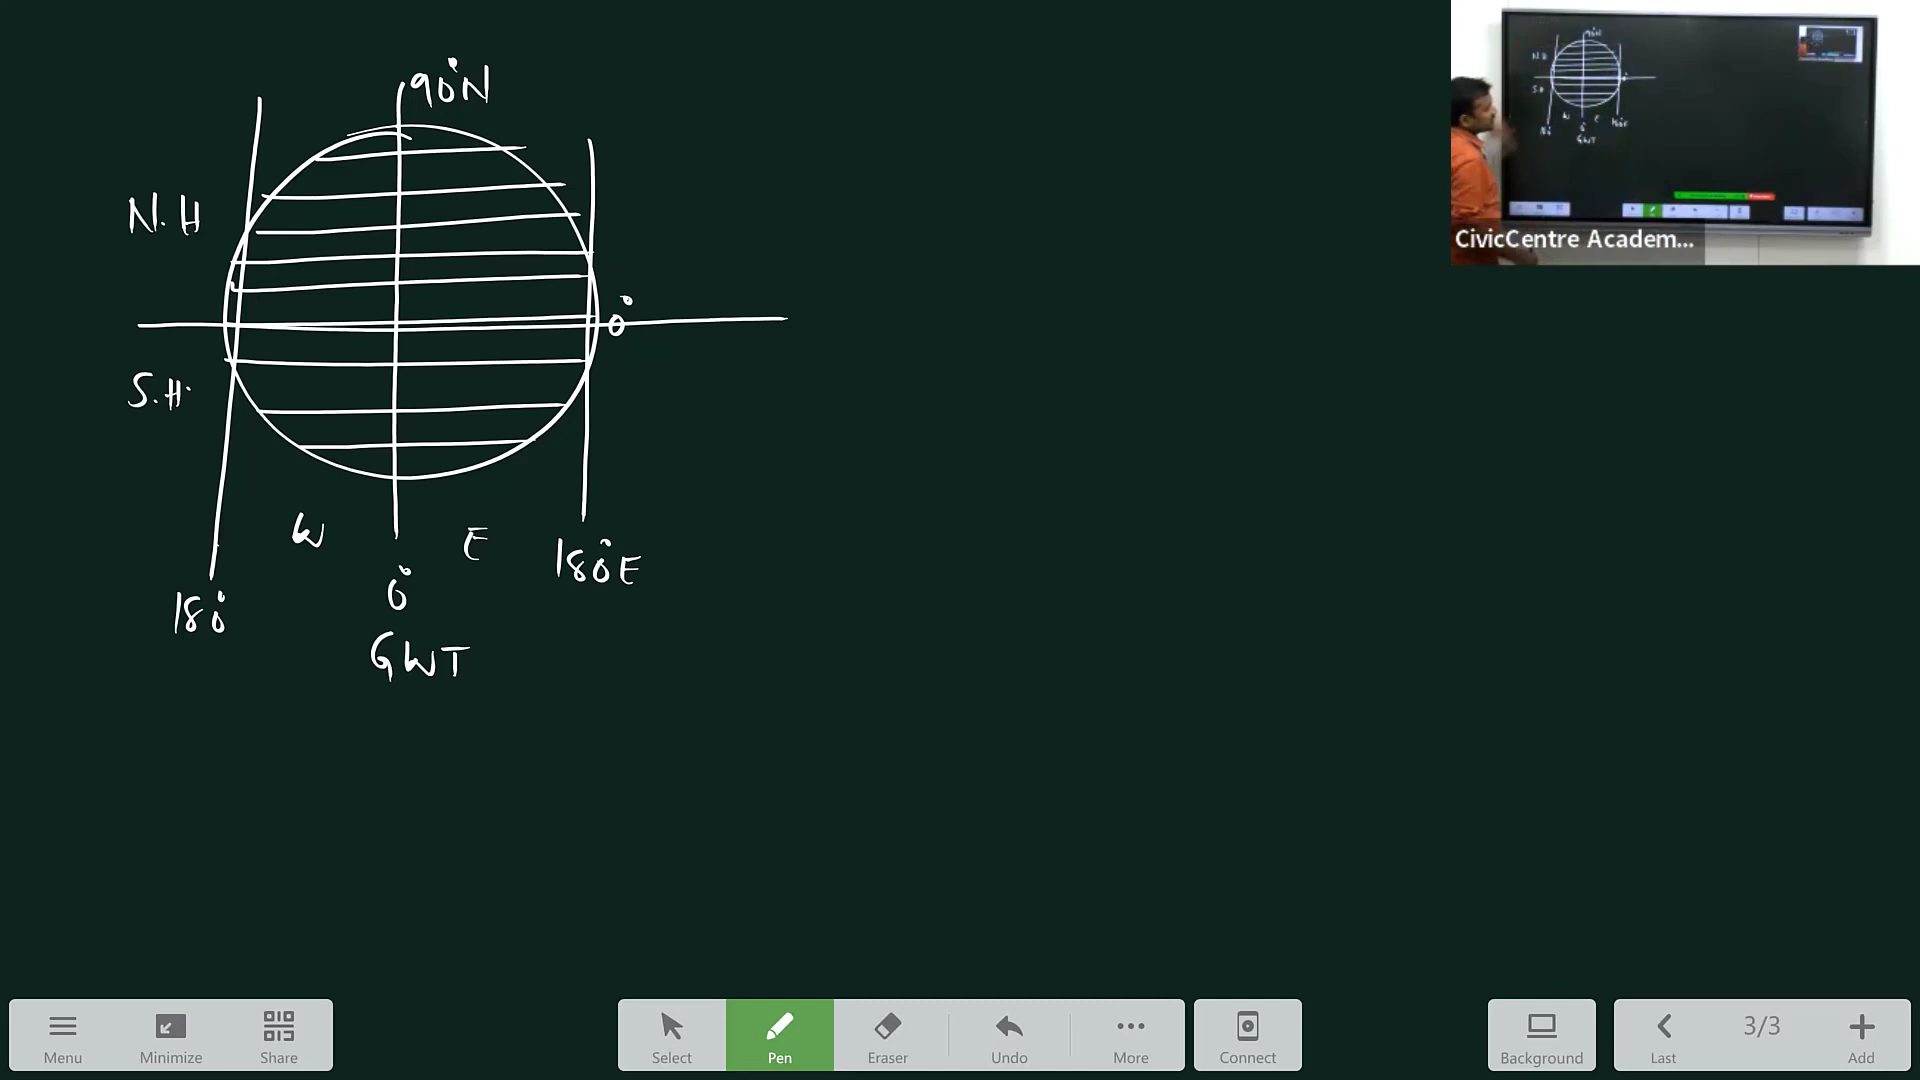 90°N
N.H
0°
S.H.
W
E
180°E
180°
0°
GWT
CivicCentre Academ...
Menu
Minimize
Share
Select
Pen
Eraser
Undo
More
Connect
Background
Last
3/3
Add